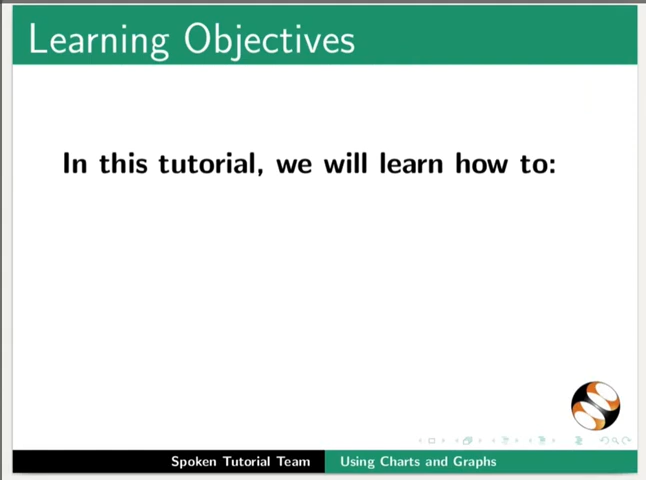 Learning Objectives
In this tutorial, we will learn how to:
Spoken Tutorial Team
Using Charts and Graphs